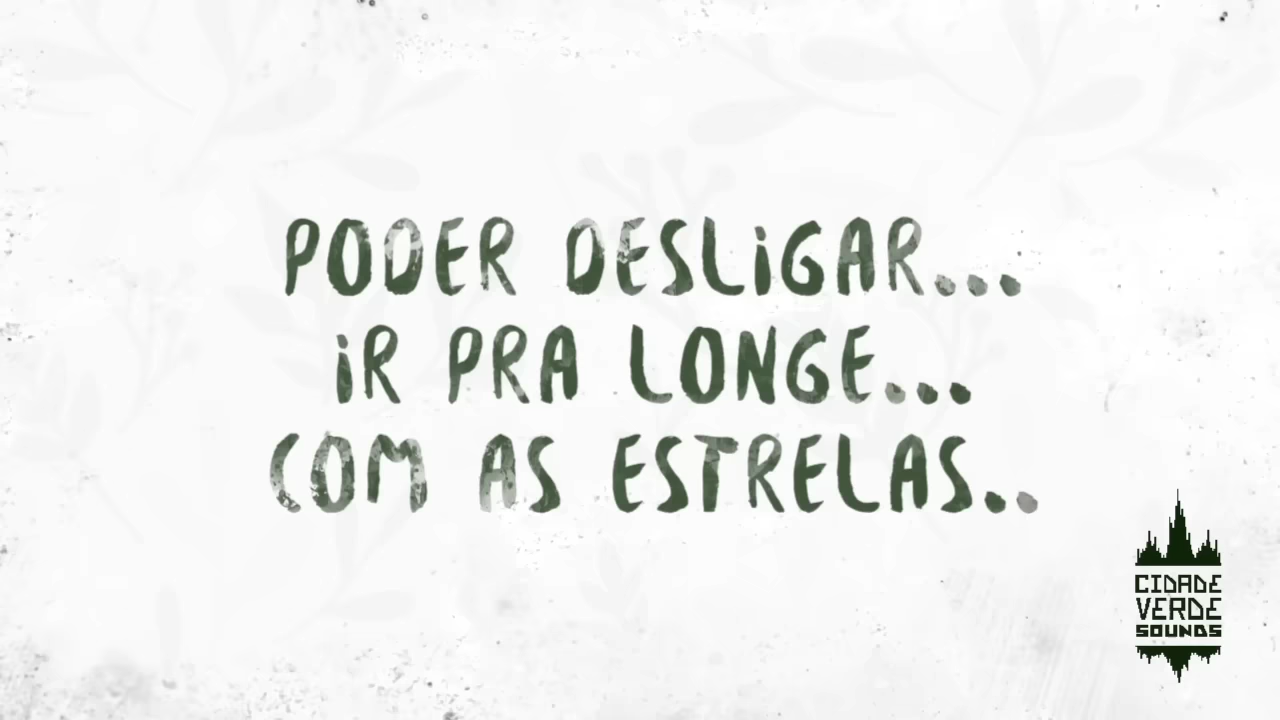 PODER DESLiGAR...
iR PRA LONGE...
COM AS ESTRELAS..
CIDADE
VERDE
SOUNDS